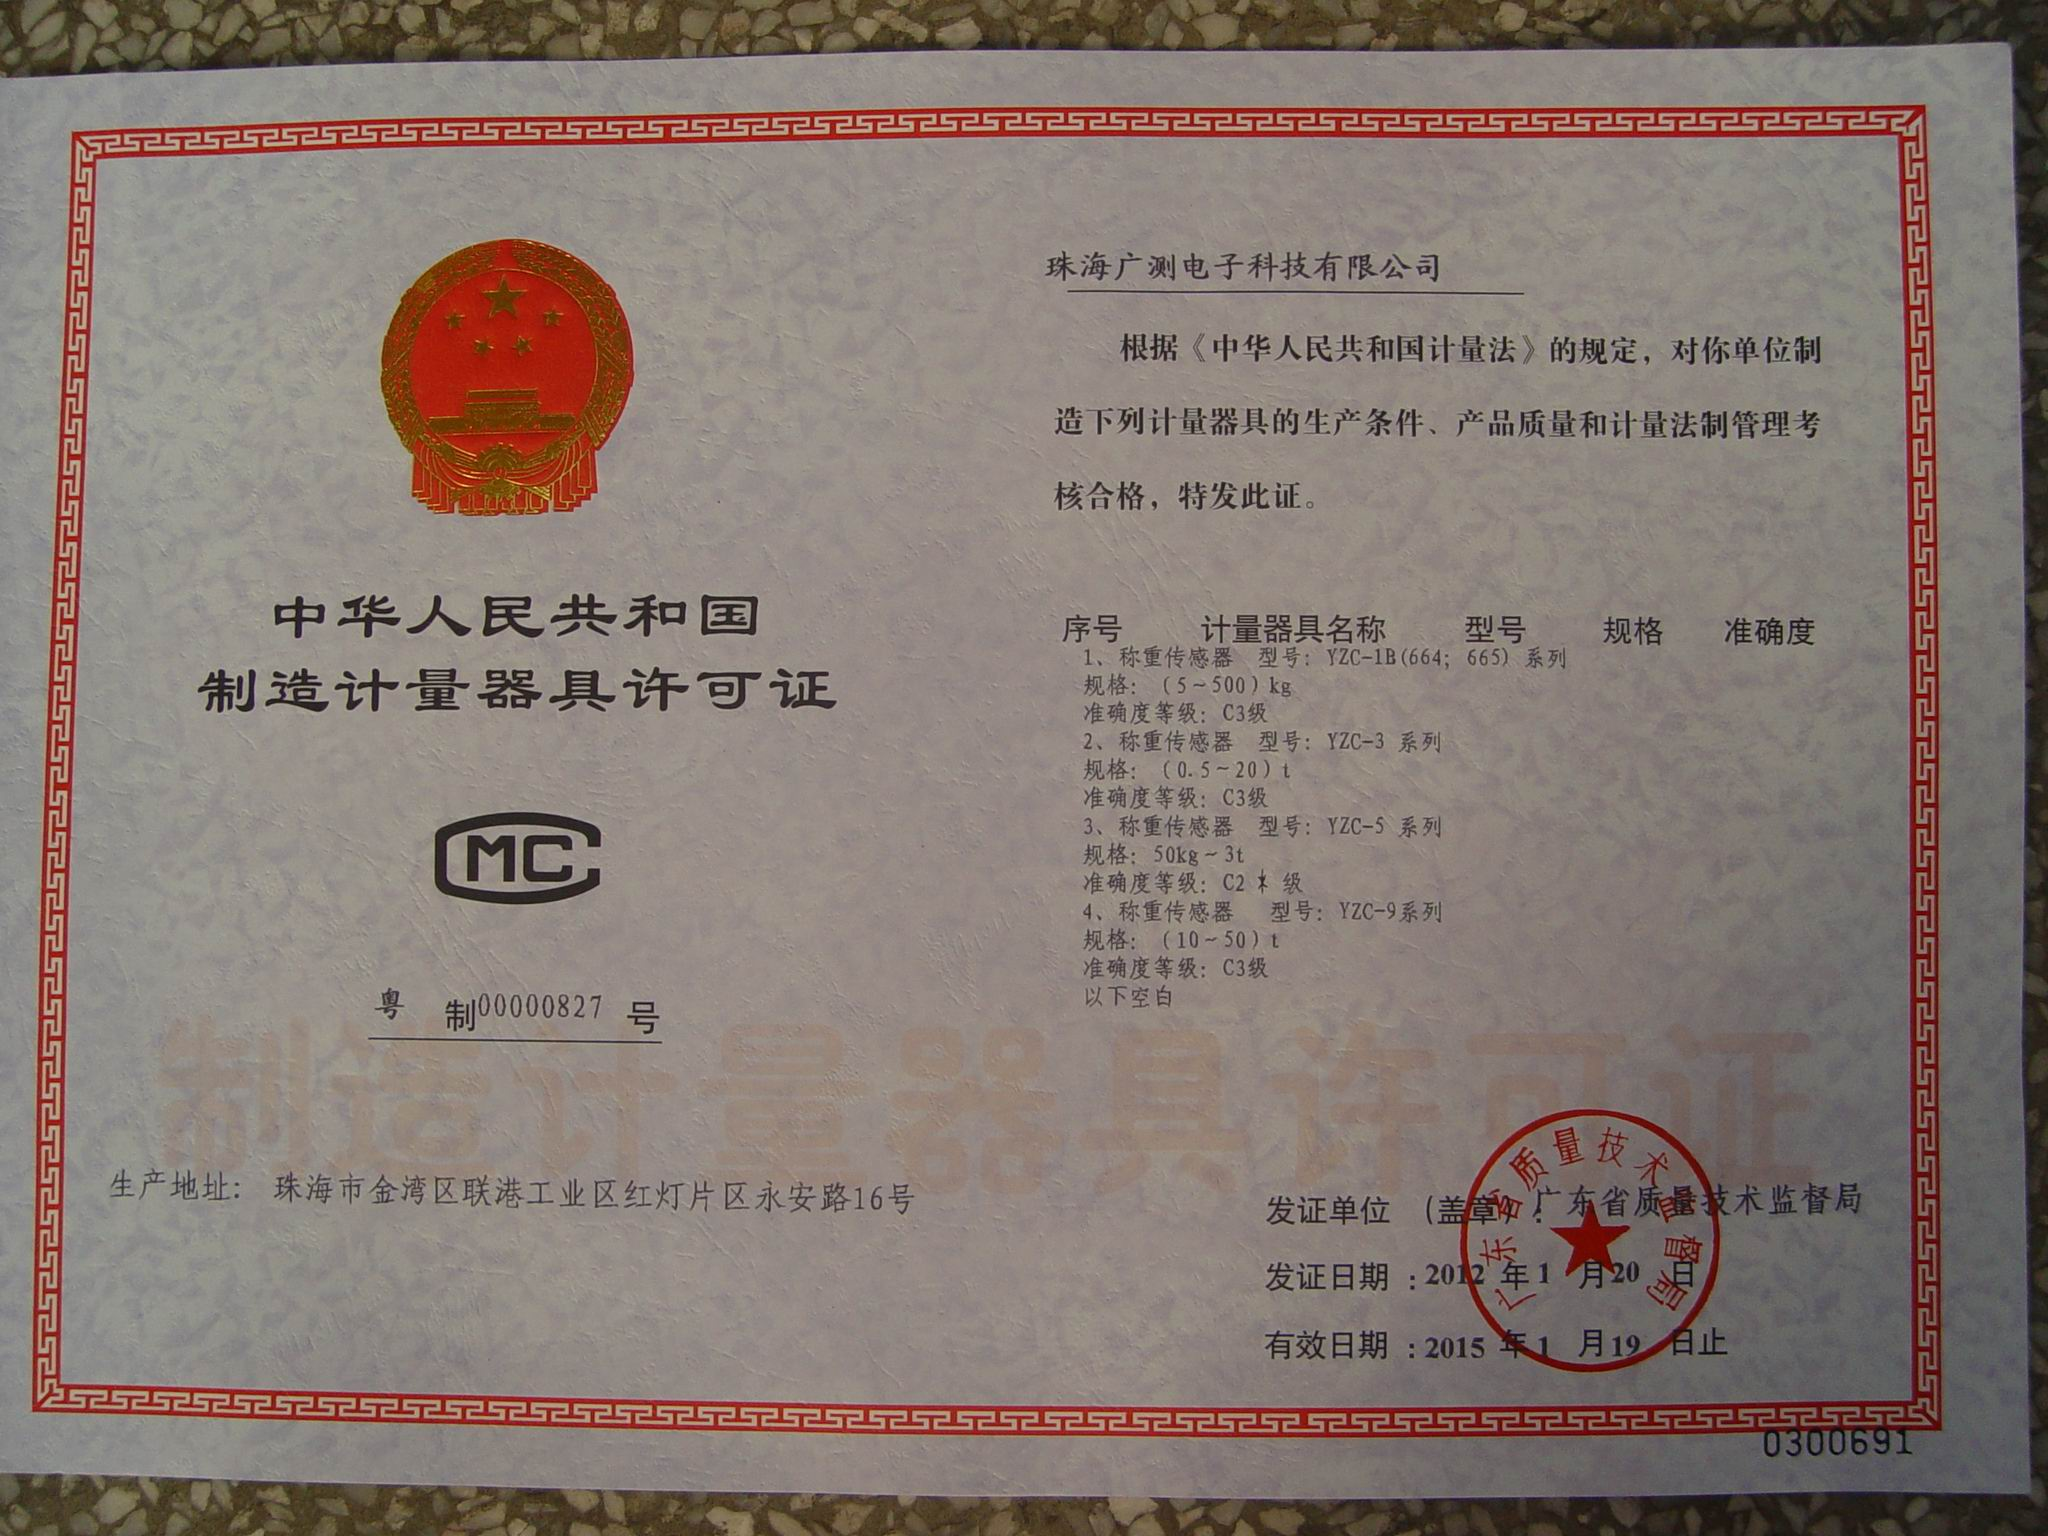 中华人民共和国
制造计量器具许可证
CMC
粤 制00000827 号
生产地址: 珠海市金湾区联港工业区红灯片区永安路16号
珠海广测电子科技有限公司
根据《中华人民共和国计量法》的规定，对你单位制
造下列计量器具的生产条件、产品质量和计量法制管理考
核合格，特发此证。
序号 计量器具名称 型号 规格 准确度
1、称重传感器 型号: YZC-1B(664; 665) 系列
规格: (5~500)kg
准确度等级: C3级
2、称重传感器 型号: YZC-3 系列
规格: (0.5~20)t
准确度等级: C3级
3、称重传感器 型号: YZC-5 系列
规格: 50kg~3t
准确度等级: C2 级
4、称重传感器 型号: YZC-9系列
规格: (10~50)t
准确度等级: C3级
以下空白
制造计量器具许可证
发证单位 (盖章): 广东省质量技术监督局
发证日期 : 2012 年 1 月 20 日
有效日期 : 2015 年 1 月 19 日止
广东省质量技术监督局
0300691